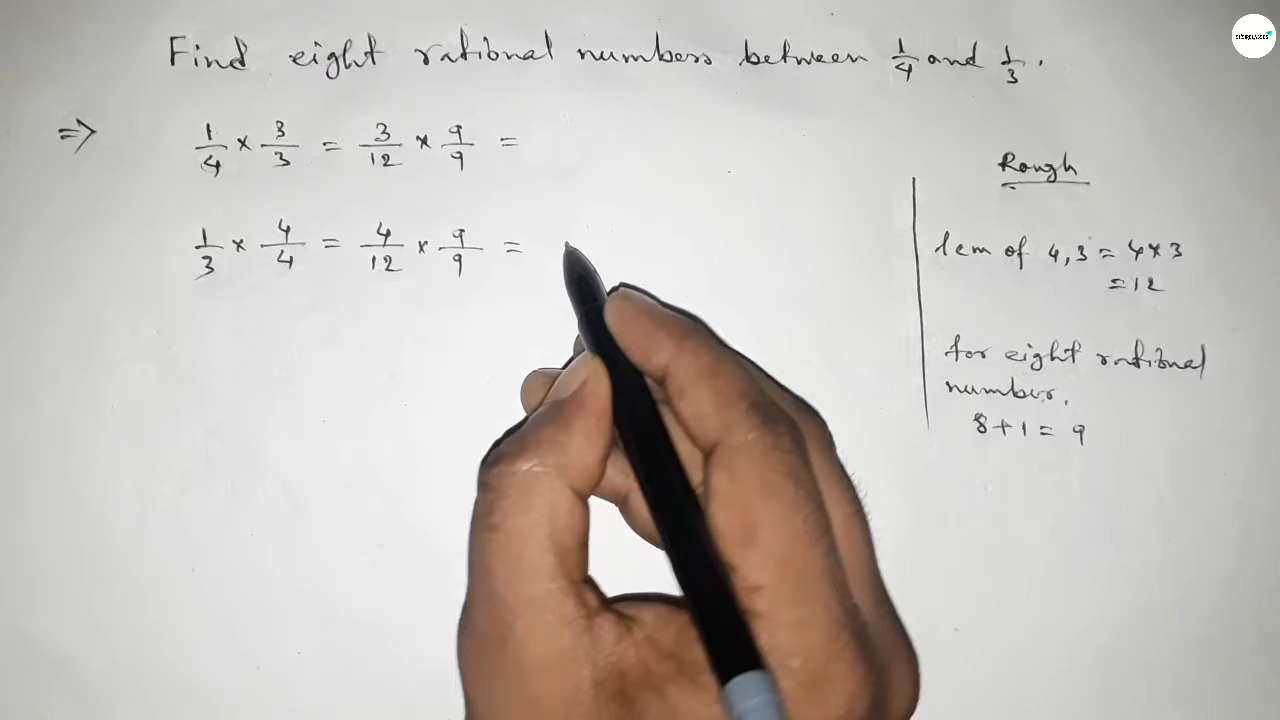 Find eight rational numbers between 1/4 and 1/3.
⇒ 1/4 × 3/3 = 3/12 × 9/9 =
1/3 × 4/4 = 4/12 × 9/9 =
Rough
lcm of 4,3 = 4×3
=12
for eight rational
number.
8+1 = 9